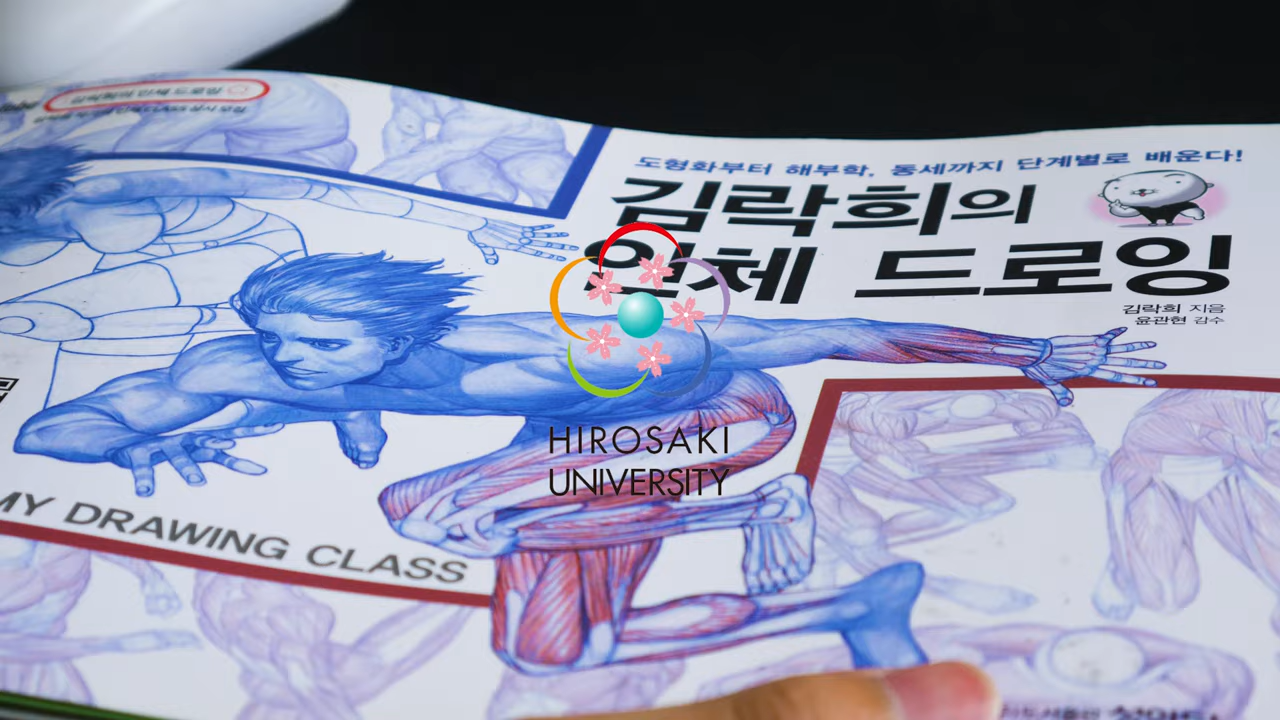 도형화부터 해부학, 동세까지 단계별로 배운다!
김락희의
인체 드로잉
김락희 지음
윤관현 감수
HIROSAKI
UNIVERSITY
MY DRAWING CLASS